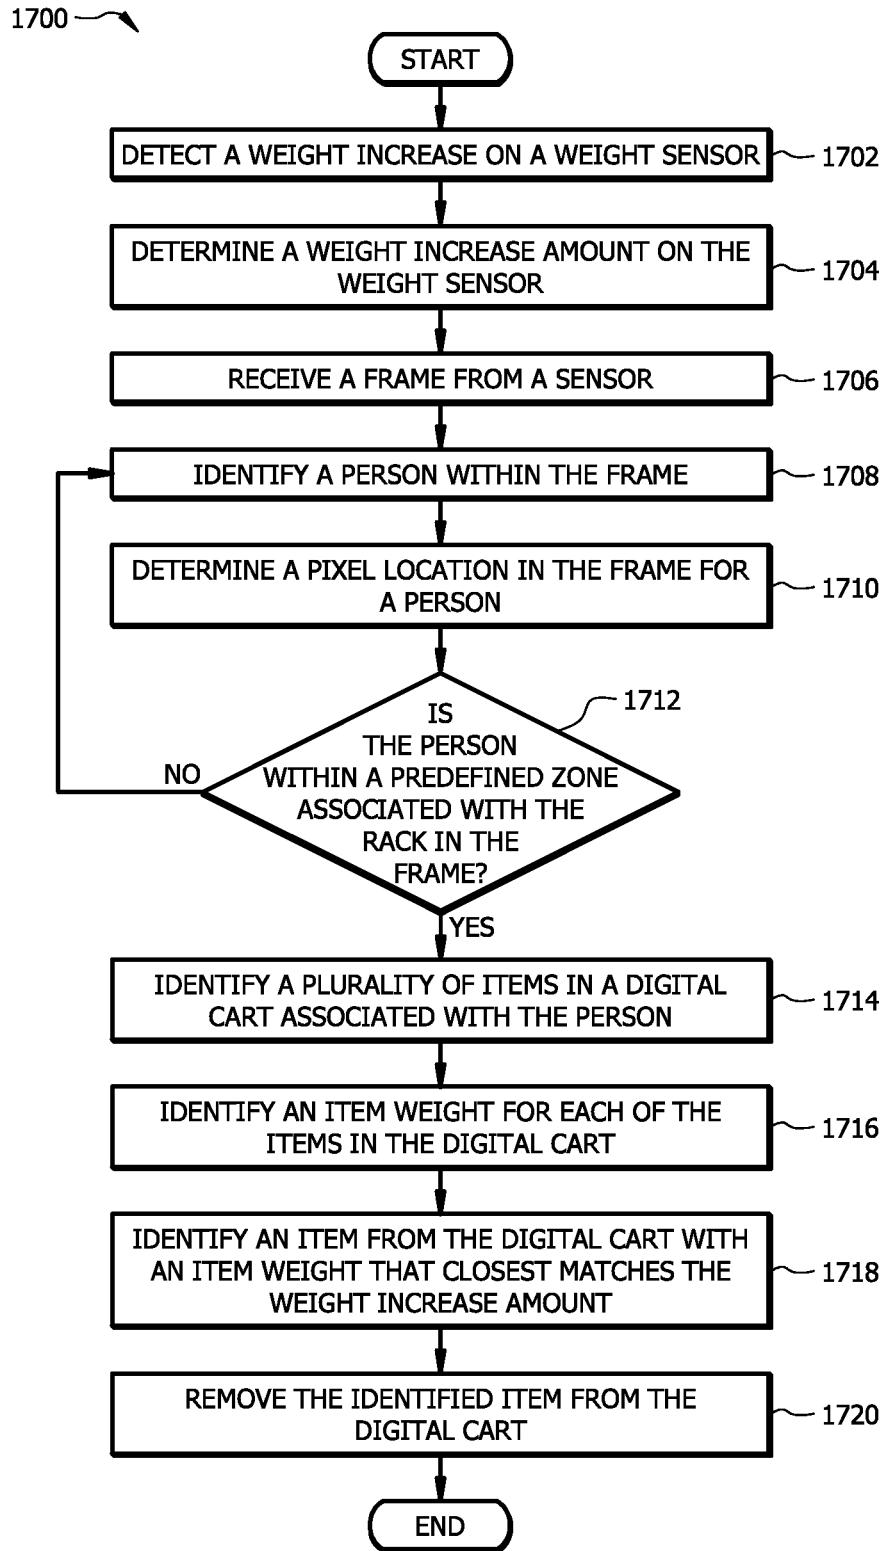 1700
START
DETECT A WEIGHT INCREASE ON A WEIGHT SENSOR
1702
DETERMINE A WEIGHT INCREASE AMOUNT ON THE
WEIGHT SENSOR
1704
RECEIVE A FRAME FROM A SENSOR
1706
IDENTIFY A PERSON WITHIN THE FRAME
1708
DETERMINE A PIXEL LOCATION IN THE FRAME FOR
A PERSON
1710
IS
THE PERSON
WITHIN A PREDEFINED ZONE
ASSOCIATED WITH THE
RACK IN THE
FRAME?
1712
NO
YES
IDENTIFY A PLURALITY OF ITEMS IN A DIGITAL
CART ASSOCIATED WITH THE PERSON
1714
IDENTIFY AN ITEM WEIGHT FOR EACH OF THE
ITEMS IN THE DIGITAL CART
1716
IDENTIFY AN ITEM FROM THE DIGITAL CART WITH
AN ITEM WEIGHT THAT CLOSEST MATCHES THE
WEIGHT INCREASE AMOUNT
1718
REMOVE THE IDENTIFIED ITEM FROM THE
DIGITAL CART
1720
END